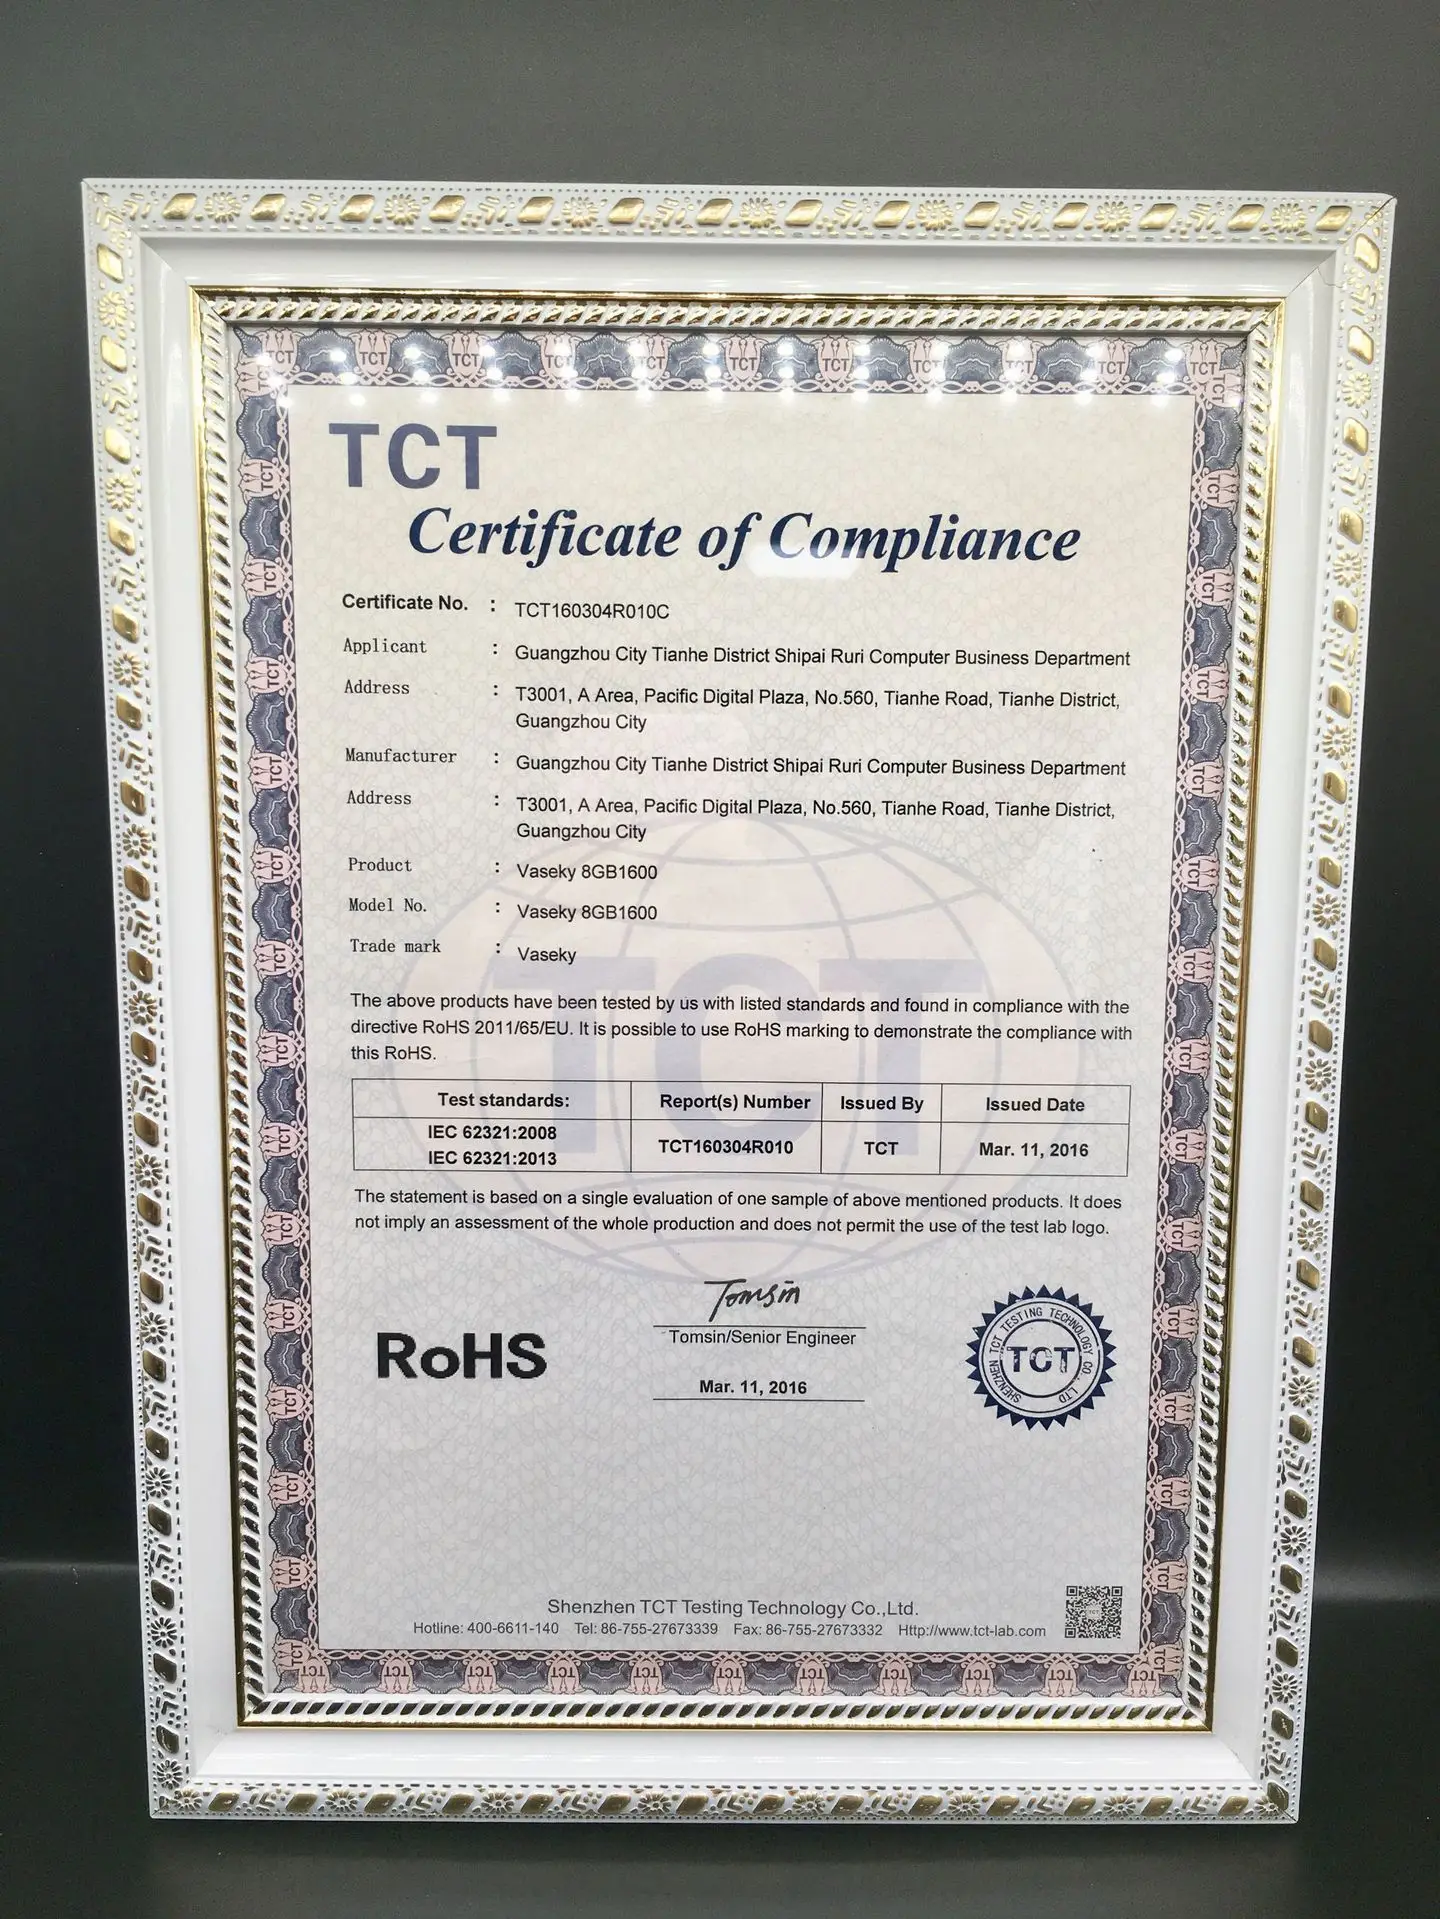 TCT
Certificate of Compliance
Certificate No. : TCT160304R010C
Applicant : Guangzhou City Tianhe District Shipai Ruri Computer Business Department
Address : T3001, A Area, Pacific Digital Plaza, No.560, Tianhe Road, Tianhe District,
Guangzhou City
Manufacturer : Guangzhou City Tianhe District Shipai Ruri Computer Business Department
Address : T3001, A Area, Pacific Digital Plaza, No.560, Tianhe Road, Tianhe District,
Guangzhou City
Product : Vaseky 8GB1600
Model No. : Vaseky 8GB1600
Trade mark : Vaseky
The above products have been tested by us with listed standards and found in compliance with the
directive RoHS 2011/65/EU. It is possible to use RoHS marking to demonstrate the compliance with
this RoHS.
Test standards: Report(s) Number Issued By Issued Date
IEC 62321:2008
IEC 62321:2013 TCT160304R010 TCT Mar. 11, 2016
The statement is based on a single evaluation of one sample of above mentioned products. It does
not imply an assessment of the whole production and does not permit the use of the test lab logo.
Tomsin
RoHS
Tomsin/Senior Engineer
Mar. 11, 2016
SHENZHEN TCT TESTING TECHNOLOGY CO., LTD
TCT
Shenzhen TCT Testing Technology Co.,Ltd.
Hotline: 400-6611-140 Tel: 86-755-27673339 Fax: 86-755-27673332 Http://www.tct-lab.com